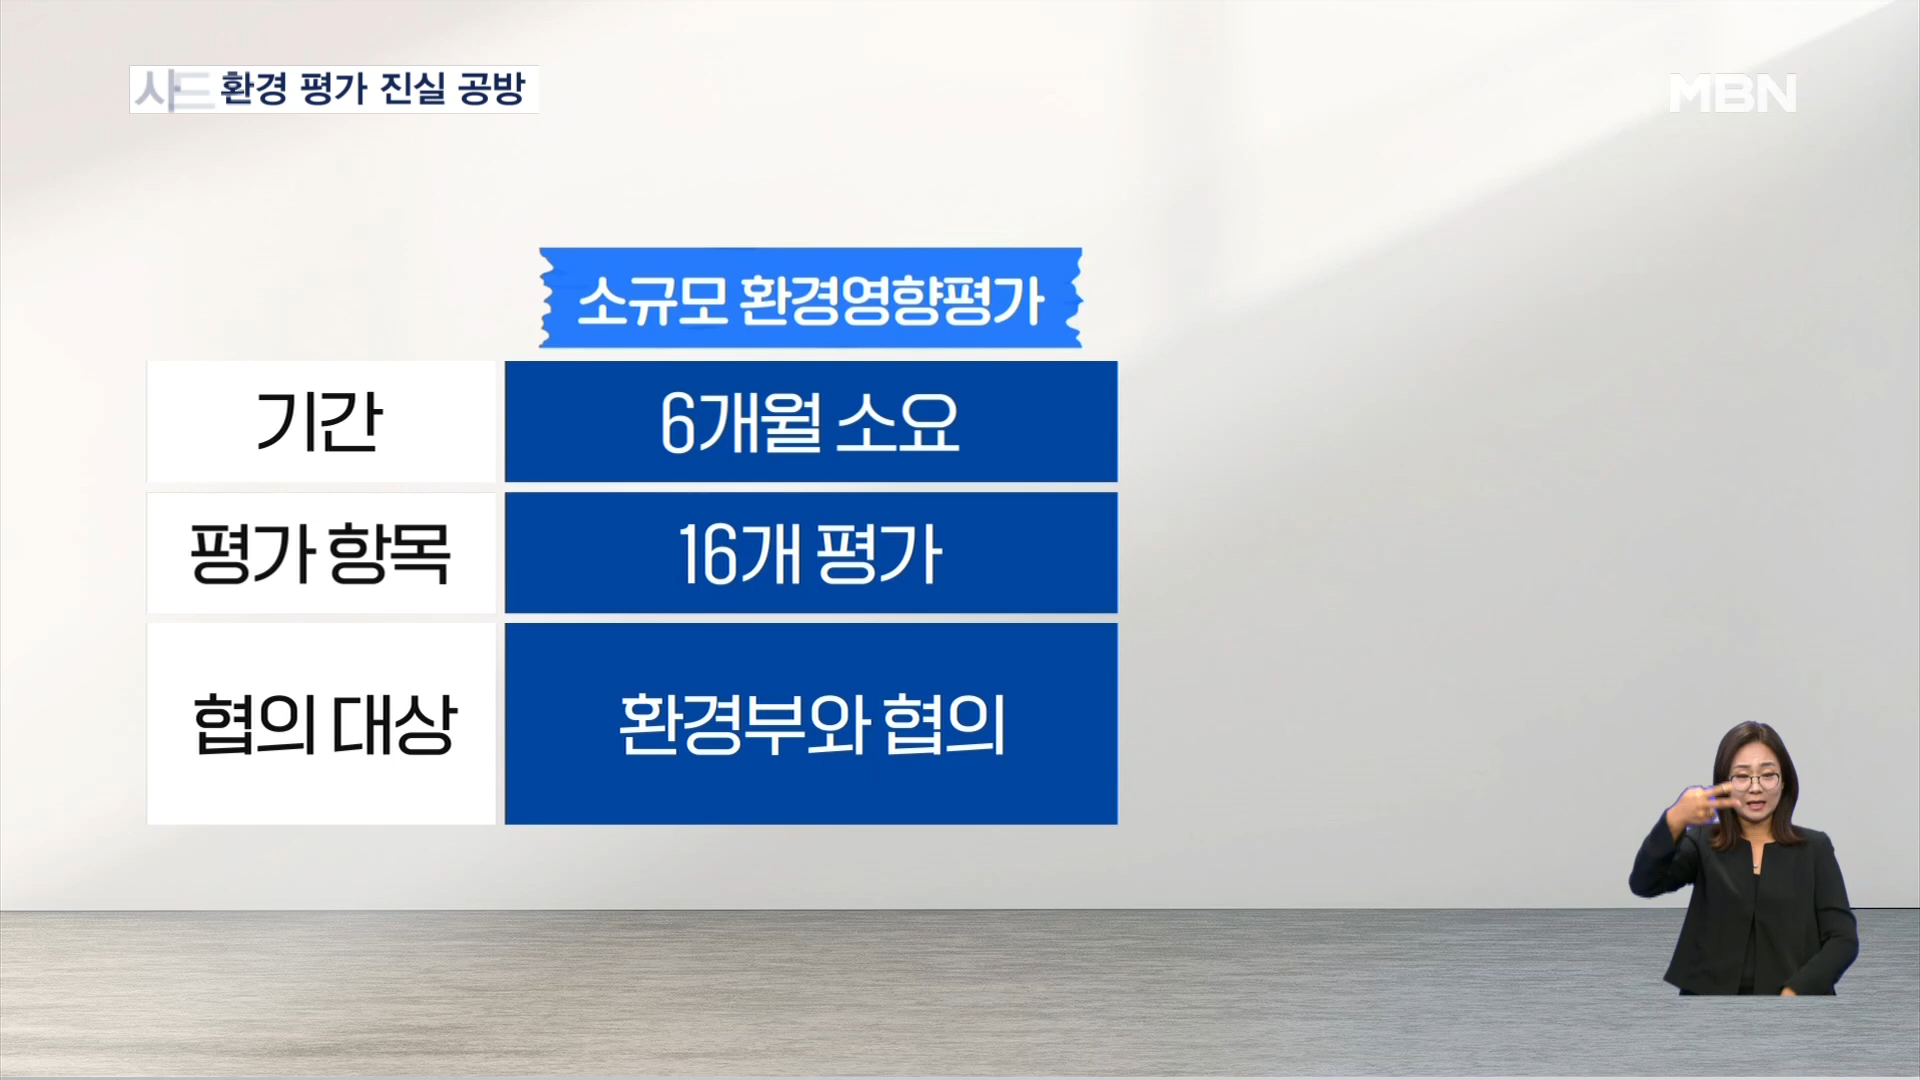 사드 환경 평가 진실 공방
MBN
소규모 환경영향평가
기간
6개월 소요
평가 항목
16개 평가
협의 대상
환경부와 협의